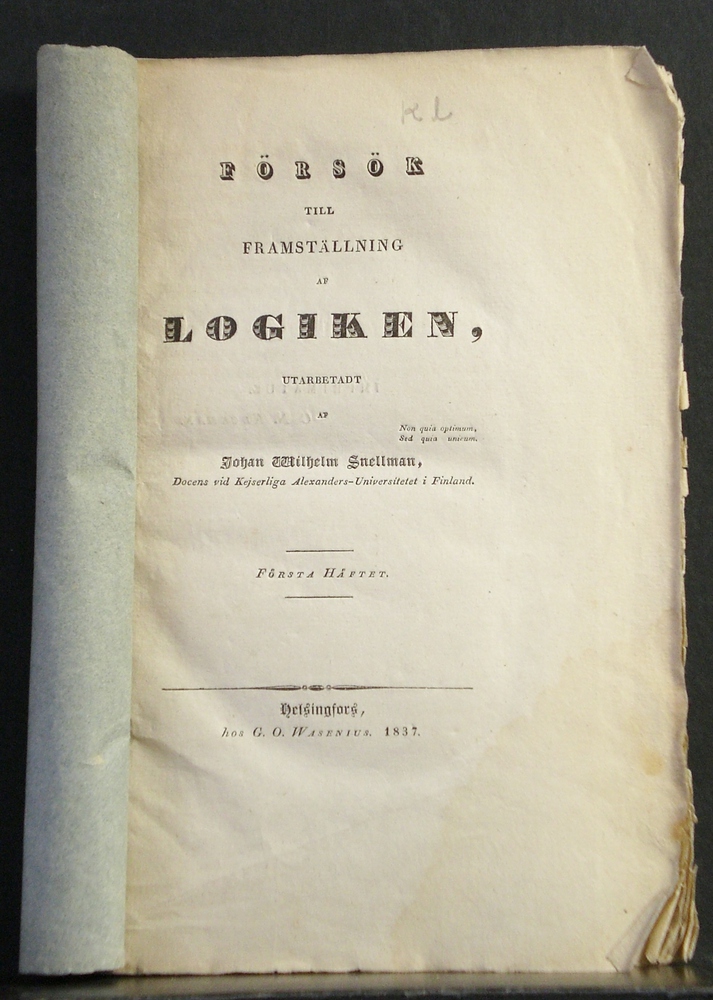 K L
FÖRSÖK
TILL
FRAMSTÄLLNING
AF
LOGIKEN,
UTARBETADT
AF
Non quia optimum,
Sed quia unicum.
Johan Wilhelm Snellman,
Docens vid Kejserliga Alexanders-Universitetet i Finland.
FÖRSTA HÄFTET.
Helsingfors,
hos G. O. WASENIUS. 1837.